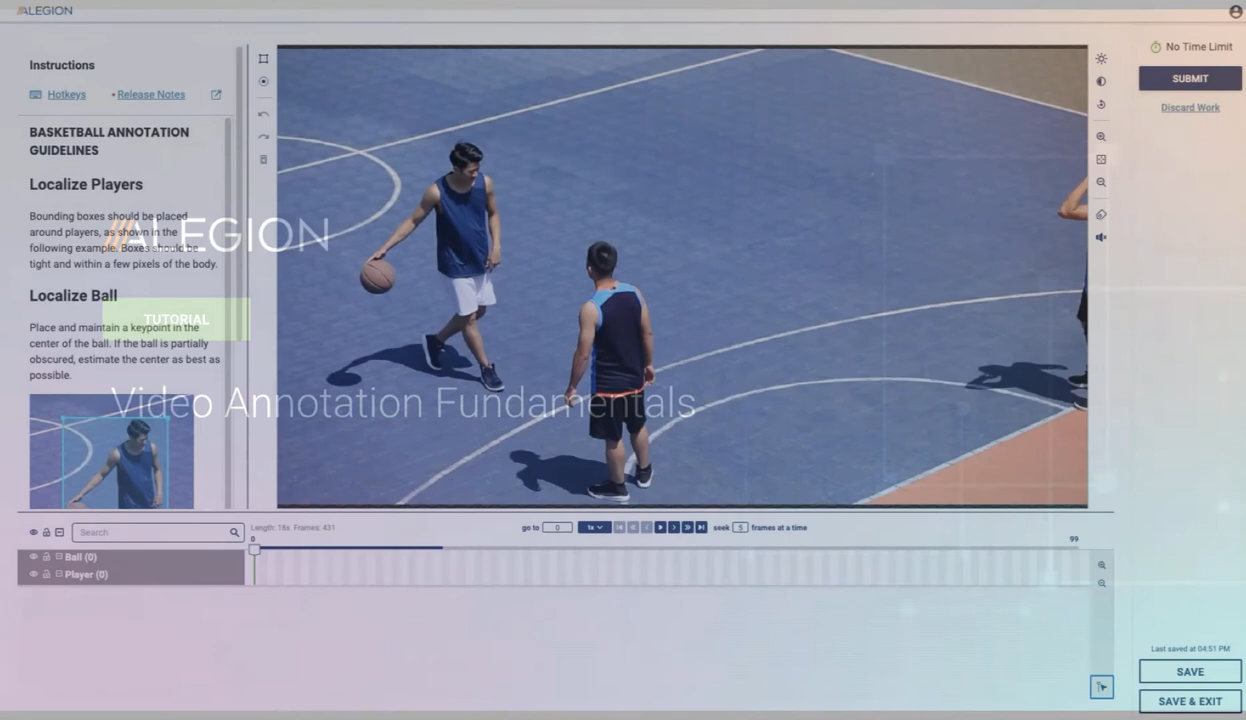 ALEGION
No Time Limit
SUBMIT
Discard Work
Instructions
Hotkeys
Release Notes
BASKETBALL ANNOTATION
GUIDELINES
Localize Players
Bounding boxes should be placed
around players, as shown in the
following example. Boxes should be
tight and within a few pixels of the body.
ALEGION
Localize Ball
TUTORIAL
Place and maintain a keypoint in the
center of the ball. If the ball is partially
obscured, estimate the center as best as
possible.
Video Annotation Fundamentals
Search
Length: 18s Frames: 431
go to 0 1x seek 5 frames at a time
0
99
Ball (0)
Player (0)
Last saved at 04:51 PM
SAVE
SAVE & EXIT